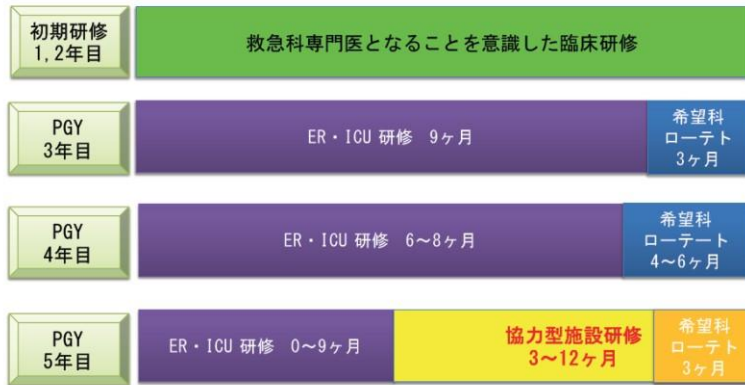 初期研修
1,2年目
救急科専門医となることを意識した臨床研修
PGY
3年目
ER・ICU 研修　9ヶ月
希望科
ローテト
3ヶ月
PGY
4年目
ER・ICU 研修　6～8ヶ月
希望科
ローテート
4～6ヶ月
PGY
5年目
ER・ICU 研修　0～9ヶ月
協力型施設研修
3～12ヶ月
希望科
ローテト
3ヶ月